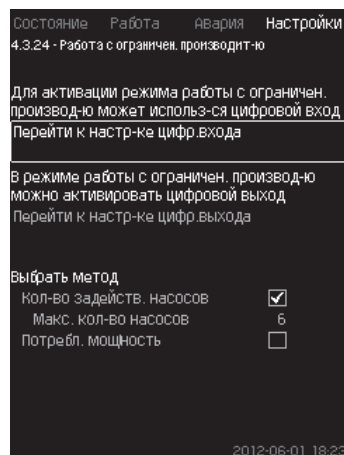 Состояние Работа Авария Настройки
4.3.24 - Работа с ограничен. производит-ю
Для активации режима работы с ограничен.
производ-ю может использ-ся цифровой вход
Перейти к настр-ке цифр.входа
В режиме работы с ограничен. производ-ю
можно активировать цифровой выход
Перейти к настр-ке цифр.выхода
Выбрать метод
Кол-во задейств. насосов
Макс. кол-во насосов 6
Потребл. мощность
2012-06-01 18:23